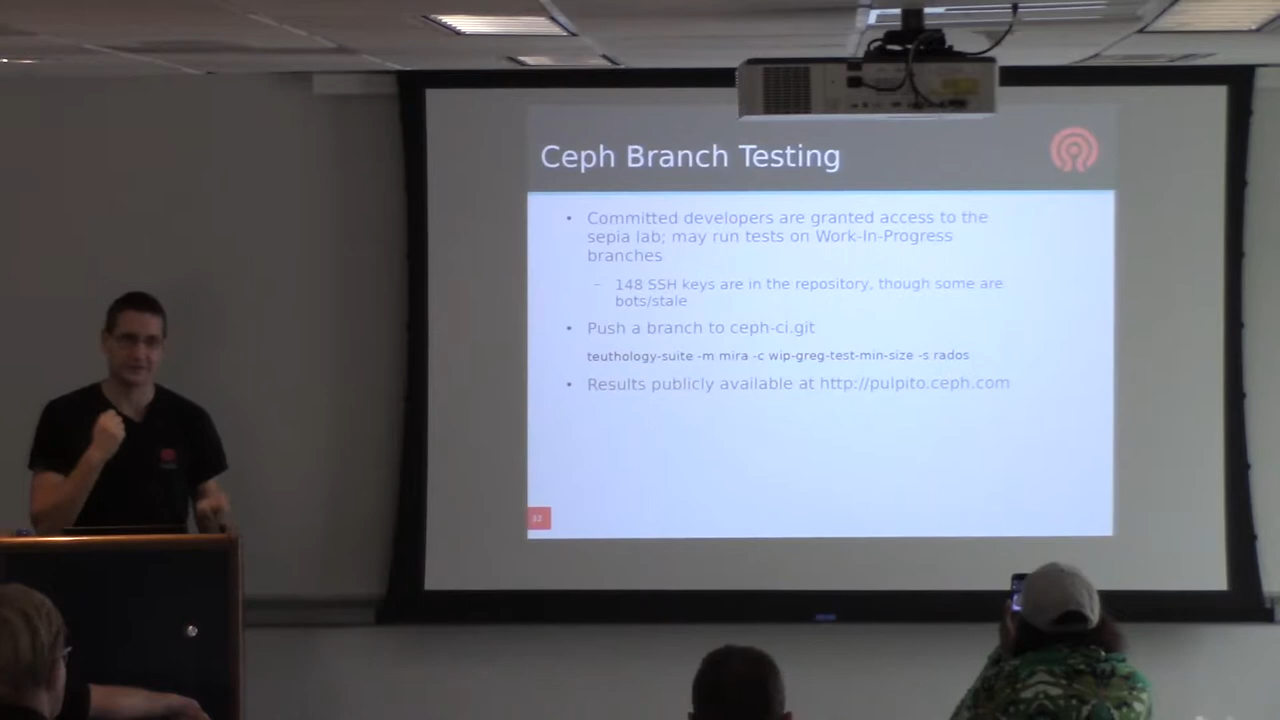 Ceph Branch Testing
• Committed developers are granted access to the
sepia lab; may run tests on Work-In-Progress
branches
– 148 SSH keys are in the repository, though some are
bots/stale
• Push a branch to ceph-ci.git
teuthology-suite -m mira -c wip-greg-test-min-size -s rados
• Results publicly available at http://pulpito.ceph.com
32